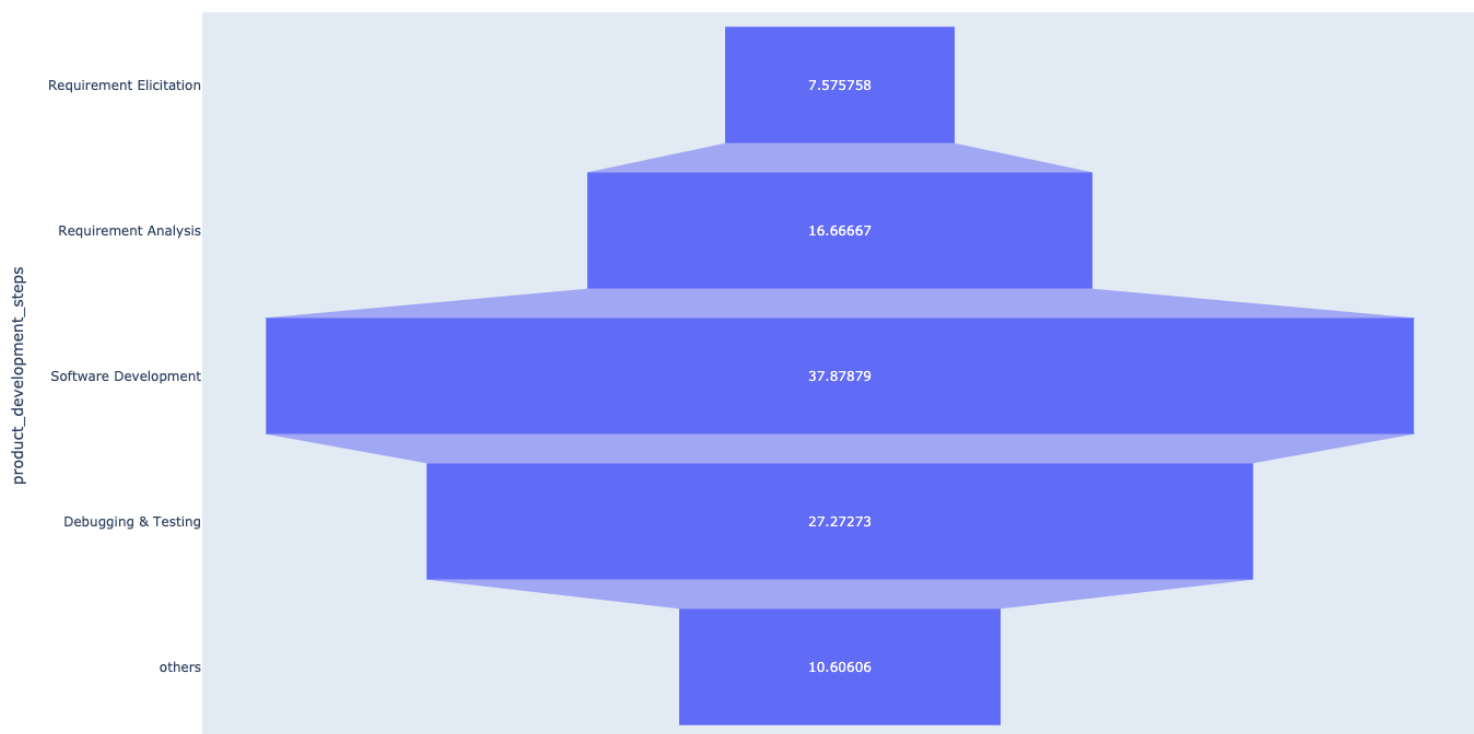 product_development_steps
Requirement Elicitation
7.575758
Requirement Analysis
16.66667
Software Development
37.87879
Debugging & Testing
27.27273
others
10.60606